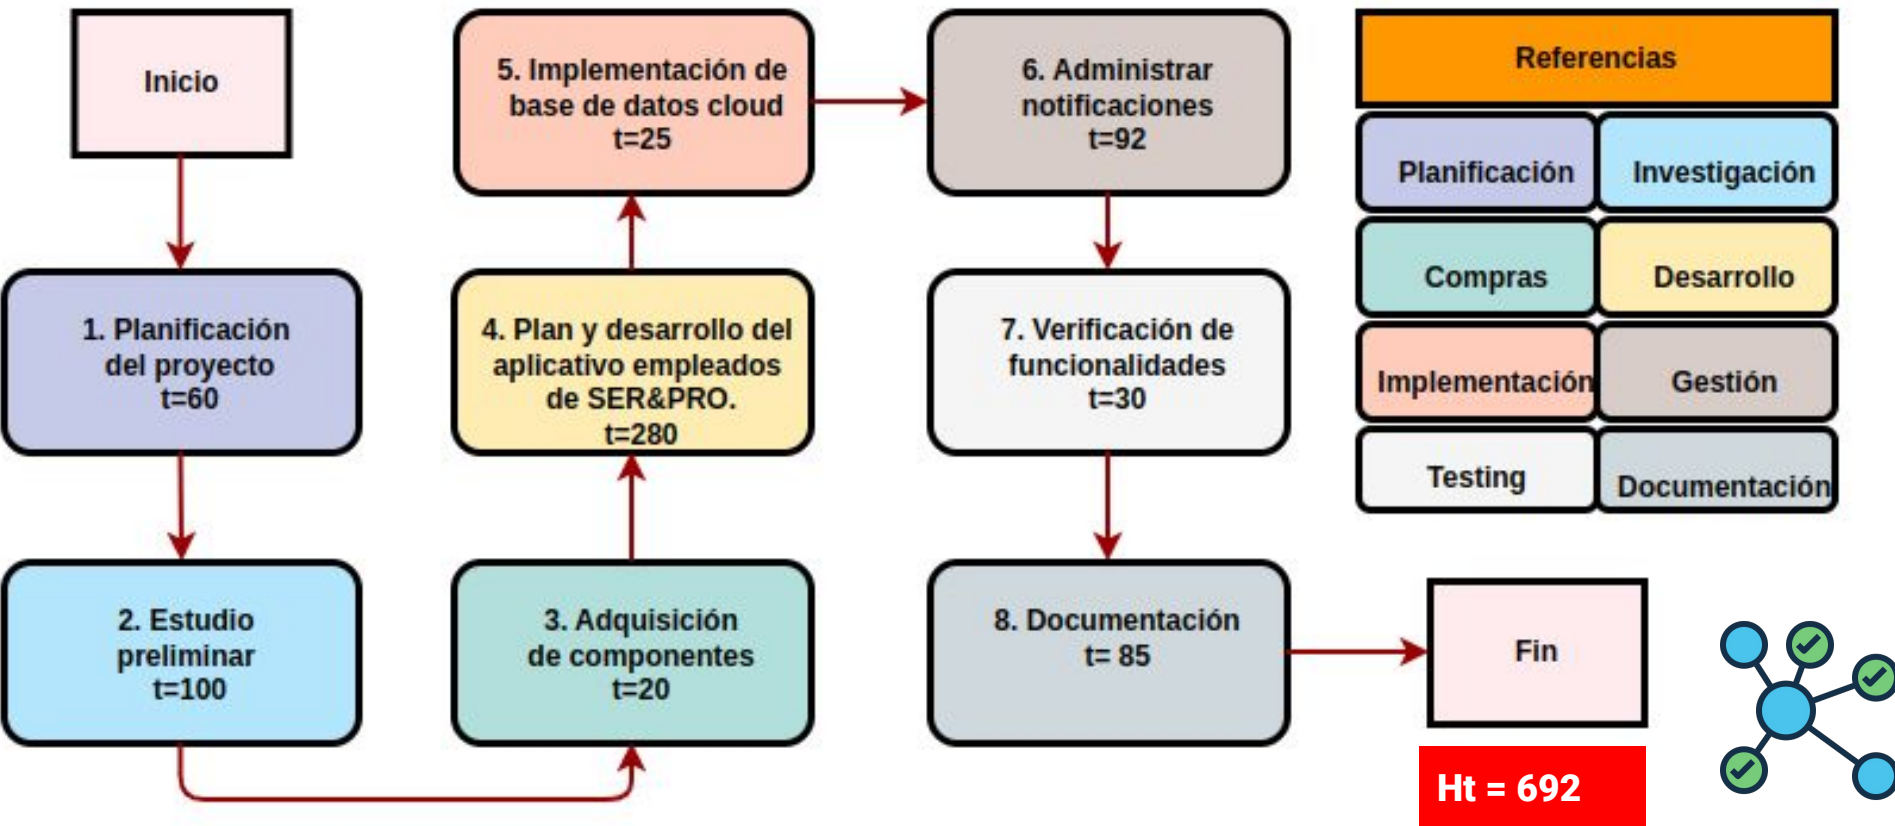 Inicio
1. Planificación
del proyecto
t=60
2. Estudio
preliminar
t=100
3. Adquisición
de componentes
t=20
4. Plan y desarrollo del
aplicativo empleados
de SER&PRO.
t=280
5. Implementación de
base de datos cloud
t=25
6. Administrar
notificaciones
t=92
7. Verificación de
funcionalidades
t=30
8. Documentación
t= 85
Fin
Ht = 692
Referencias
Planificación
Investigación
Compras
Desarrollo
Implementación
Gestión
Testing
Documentación